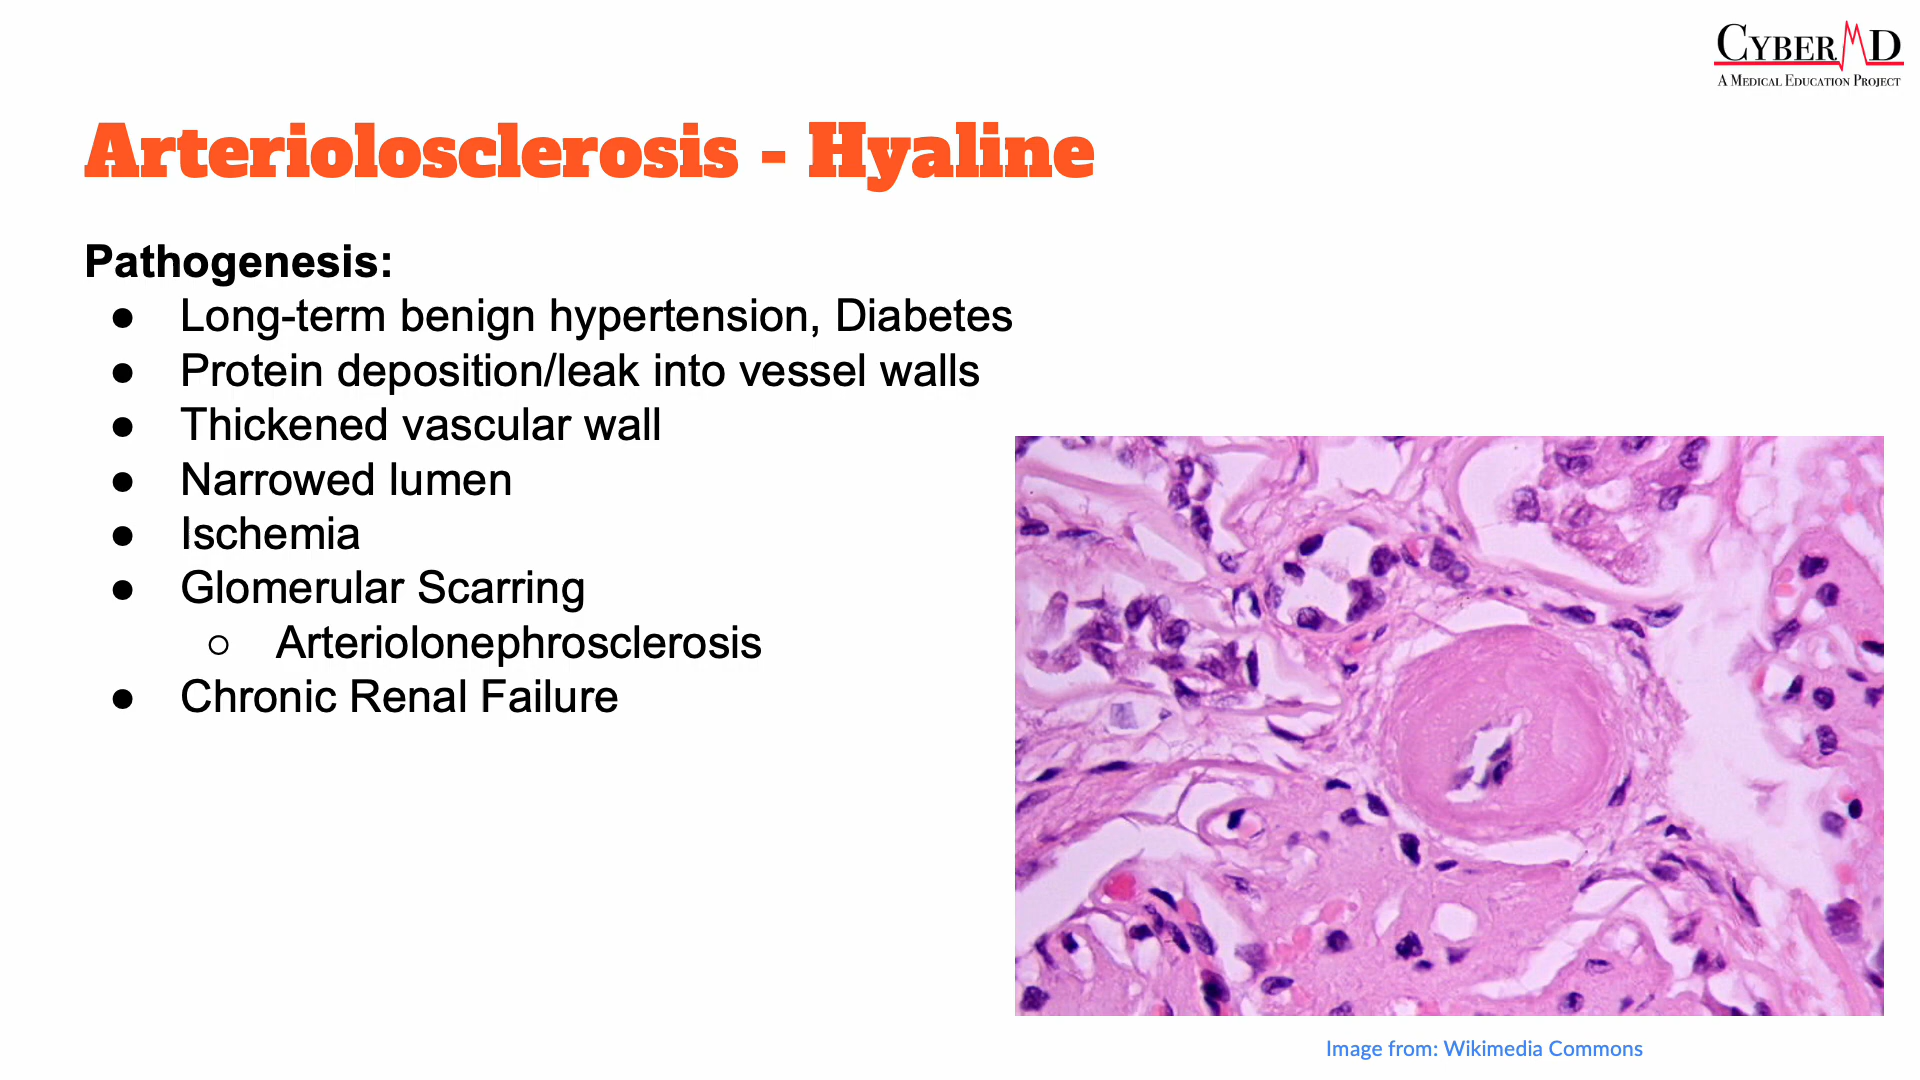 CYBERMD
A MEDICAL EDUCATION PROJECT
Arteriolosclerosis - Hyaline
Pathogenesis:
● Long-term benign hypertension, Diabetes
● Protein deposition/leak into vessel walls
● Thickened vascular wall
● Narrowed lumen
● Ischemia
● Glomerular Scarring
○ Arteriolonephrosclerosis
● Chronic Renal Failure
Image from: Wikimedia Commons